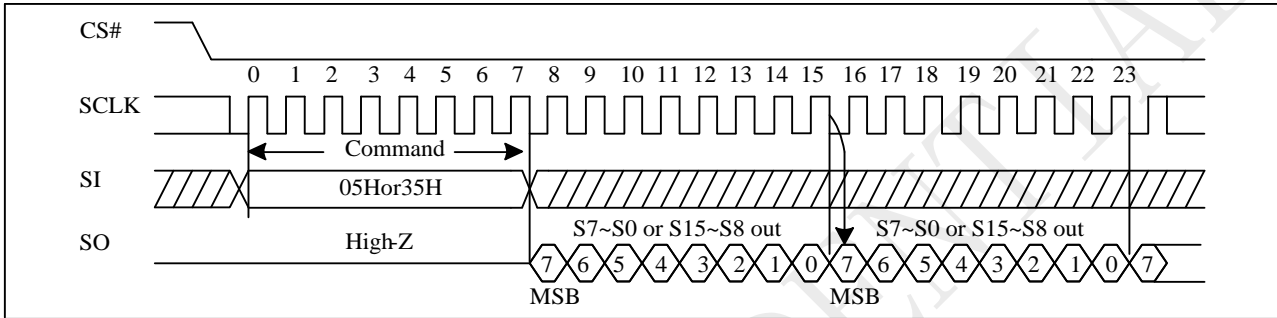 CS#
0 1 2 3 4 5 6 7 8 9 10 11 12 13 14 15 16 17 18 19 20 21 22 23
SCLK
Command
SI
05Hor35H
S7~S0 or S15~S8 out S7~S0 or S15~S8 out
SO
High-Z
7 6 5 4 3 2 1 0 7 6 5 4 3 2 1 0 7
MSB MSB